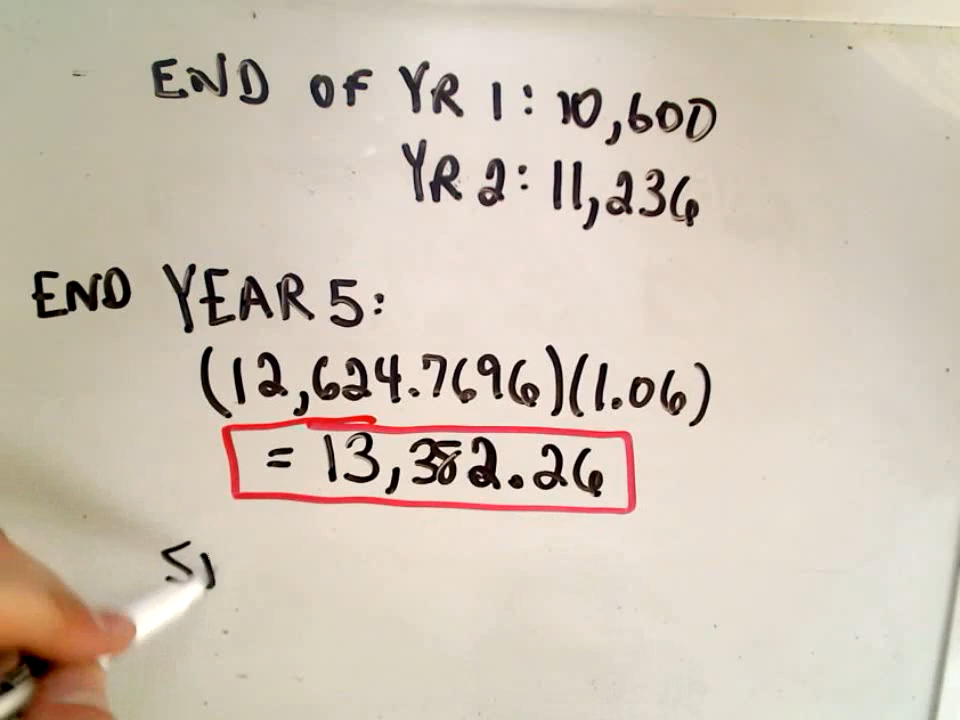 END OF YR 1: 10,600
YR 2: 11,236
END YEAR 5:
(12,624.7696)(1.06)
= 13,382.26
SI